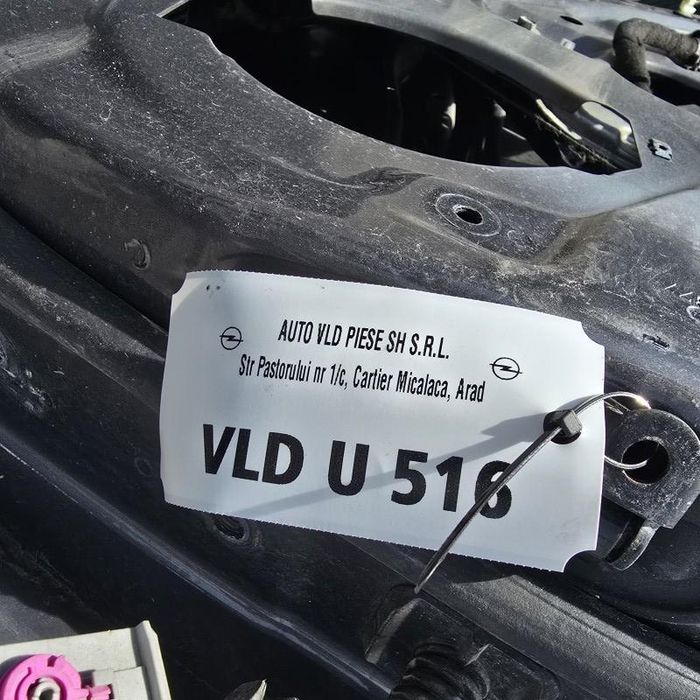 AUTO VLD PIESE SH S.R.L.
Str Pastorului nr 1/c, Cartier Micalaca, Arad
VLD U 516